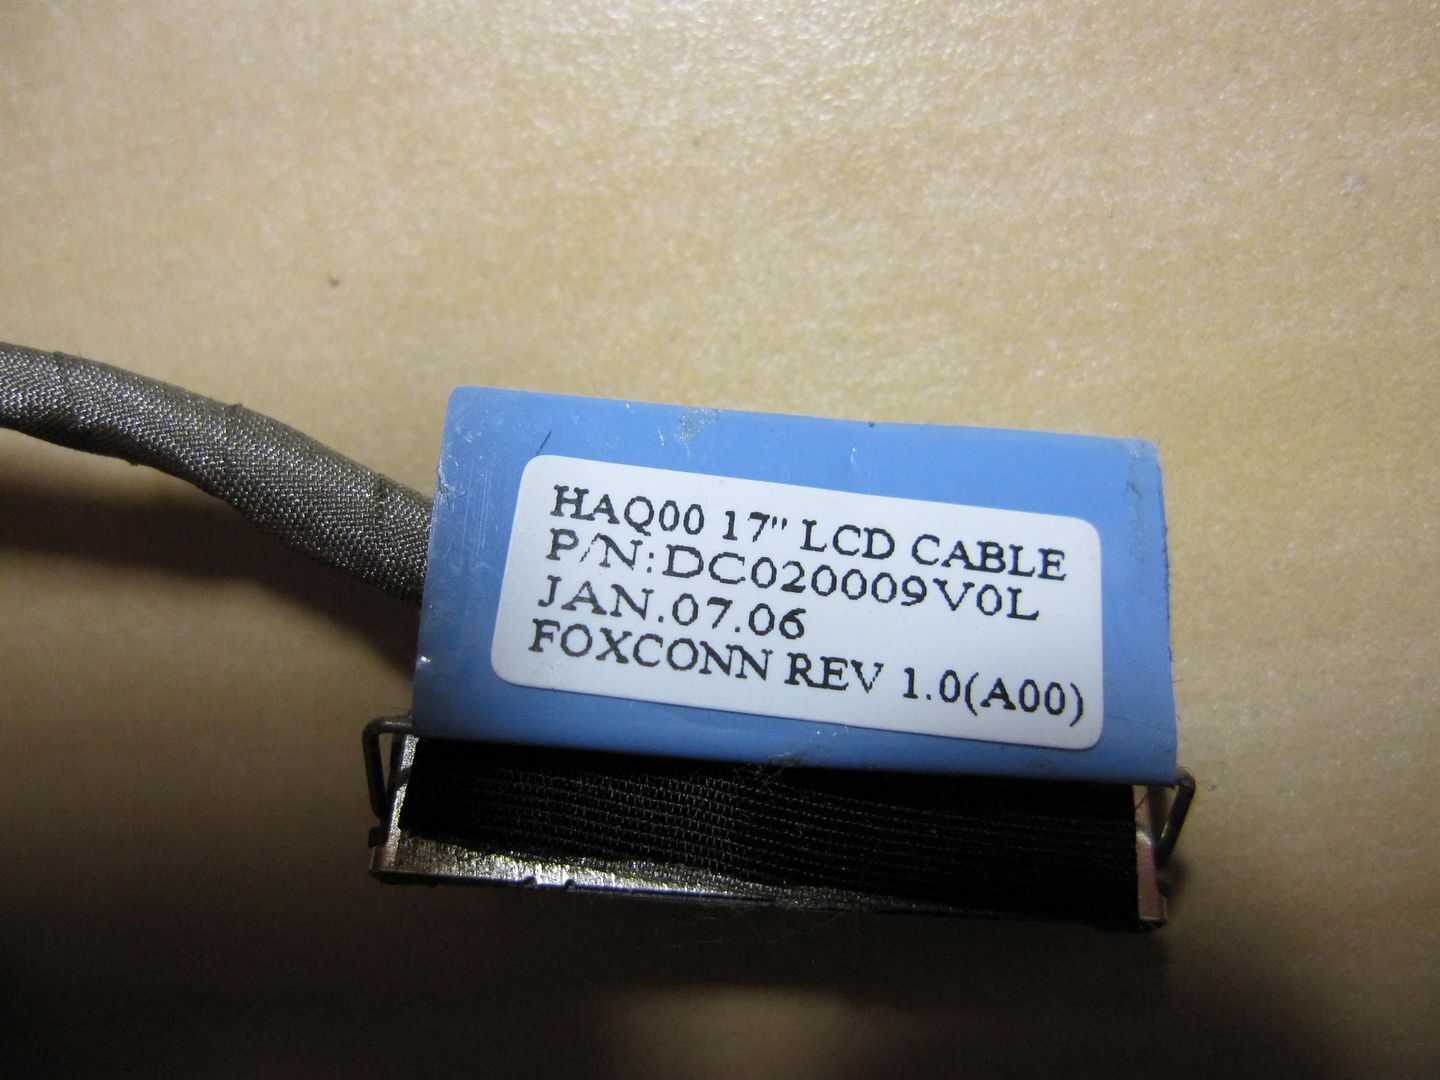 HAQ00 17" LCD CABLE
P/N:DC020009V0L
JAN.07.06
FOXCONN REV 1.0(A00)